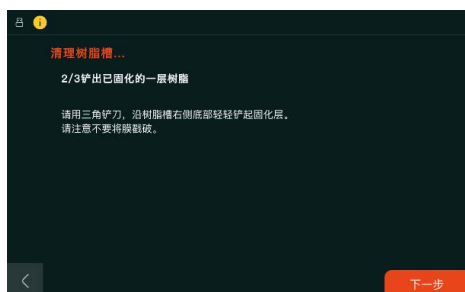 清理树脂槽...
2/3铲出已固化的一层树脂
请用三角铲刀，沿树脂槽右侧底部轻轻铲起固化层。
请注意不要将膜戳破。
下一步